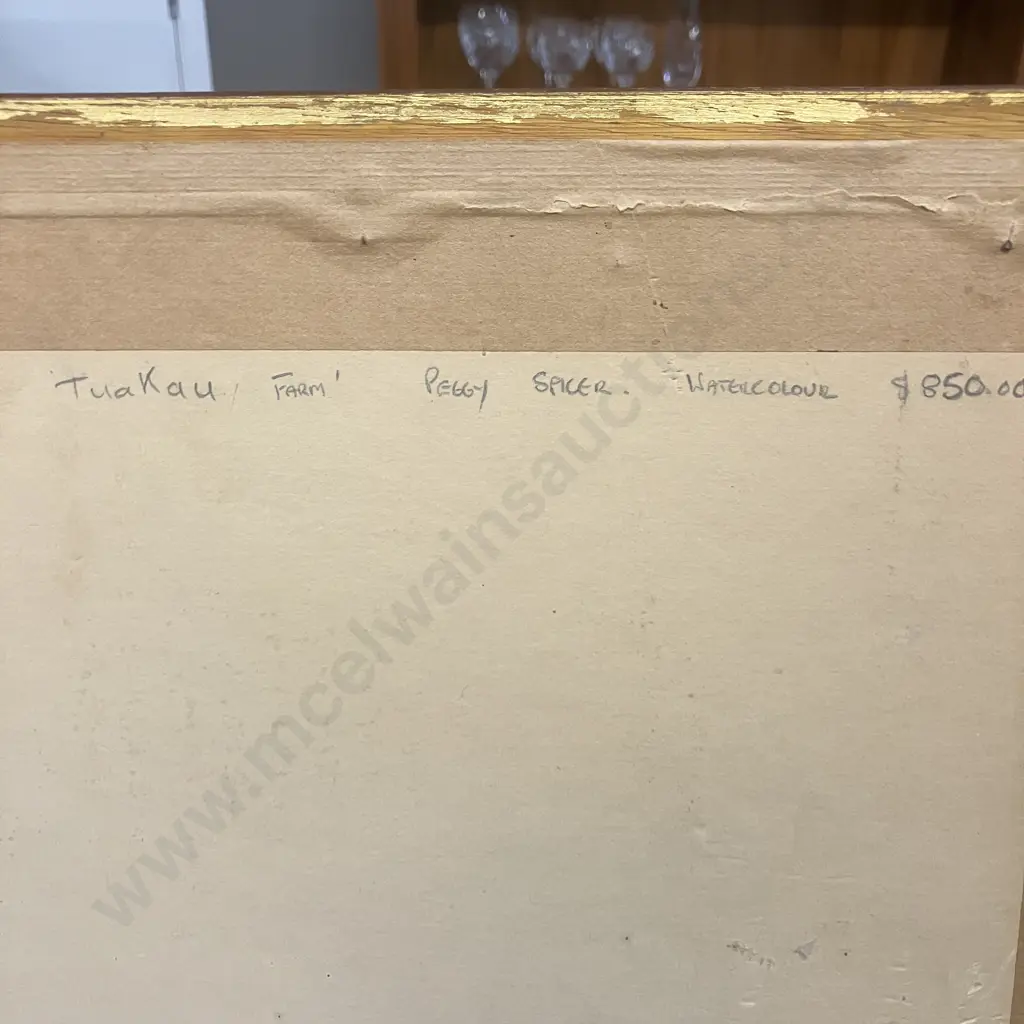 'Tuakau Farm' Peggy Spicer. Watercolour $850.00
www.mcelwainsauct